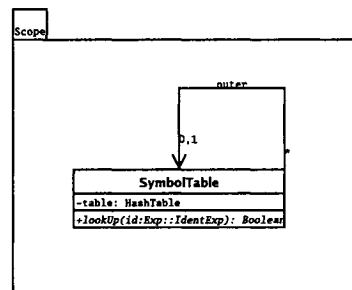 Scope
outer
0,1
*
SymbolTable
-table: HashTable
+lookUp(id:Exp::IdentExp): Boolean